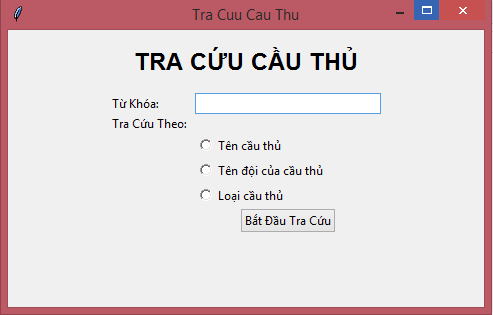 Tra Cuu Cau Thu
TRA CỨU CẦU THỦ
Từ Khóa:
Tra Cứu Theo:
Tên cầu thủ
Tên đội của cầu thủ
Loại cầu thủ
Bắt Đầu Tra Cứu